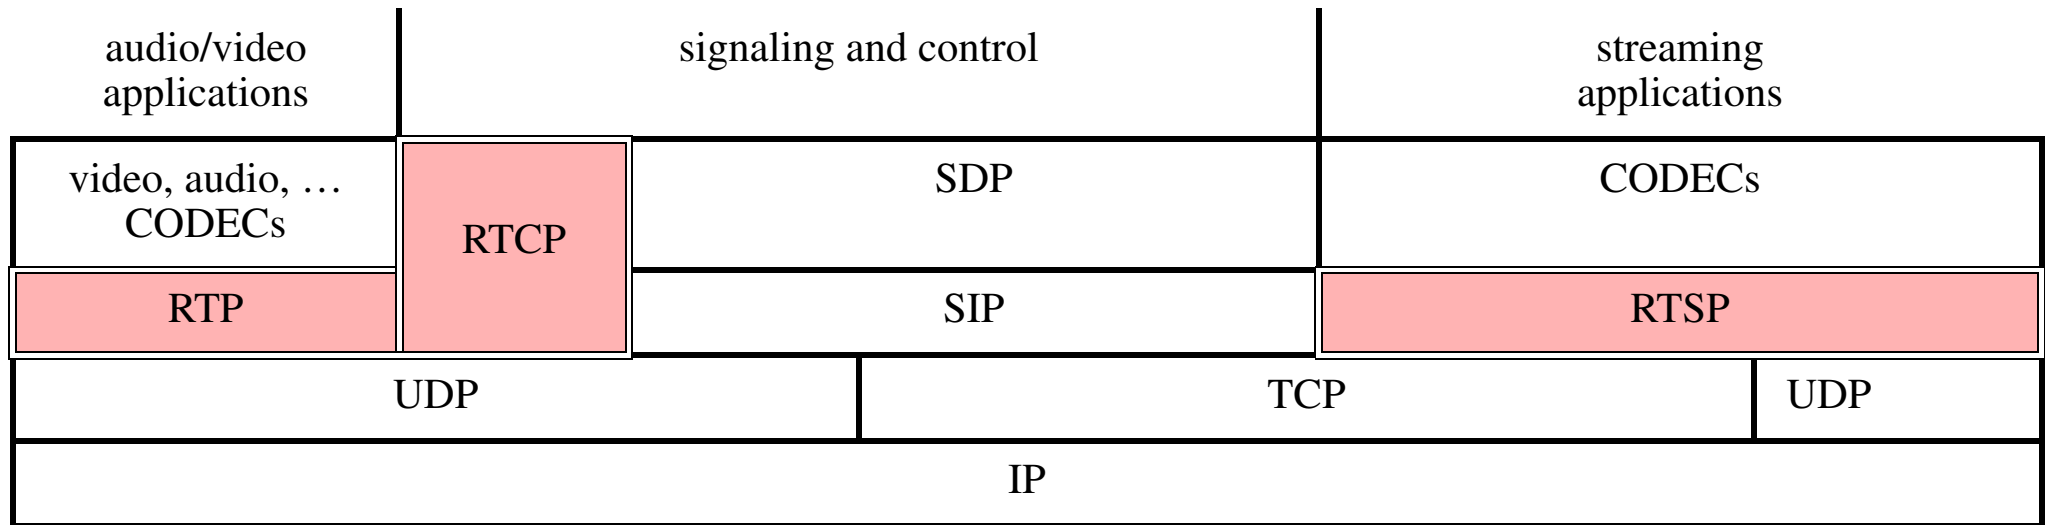 audio/video
applications
signaling and control
streaming
applications
video, audio, …
CODECs
RTCP
SDP
CODECs
RTP
SIP
RTSP
UDP
TCP
UDP
IP